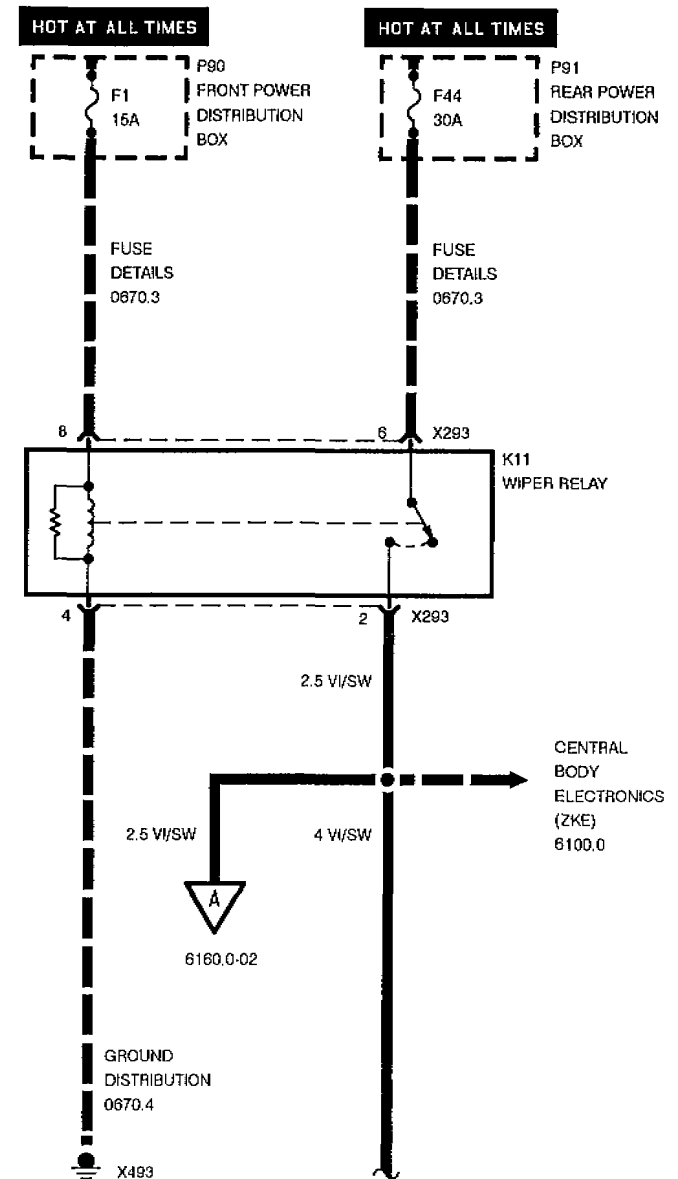 HOT AT ALL TIMES
HOT AT ALL TIMES
F1
15A
P90
FRONT POWER
DISTRIBUTION
BOX
F44
30A
P91
REAR POWER
DISTRIBUTION
BOX
FUSE
DETAILS
0670.3
FUSE
DETAILS
0670.3
8
6
X293
K11
WIPER RELAY
4
2
X293
2.5 VI/SW
CENTRAL
BODY
ELECTRONICS
(ZKE)
6100.0
2.5 VI/SW
4 VI/SW
A
6160.0-02
GROUND
DISTRIBUTION
0670.4
X493